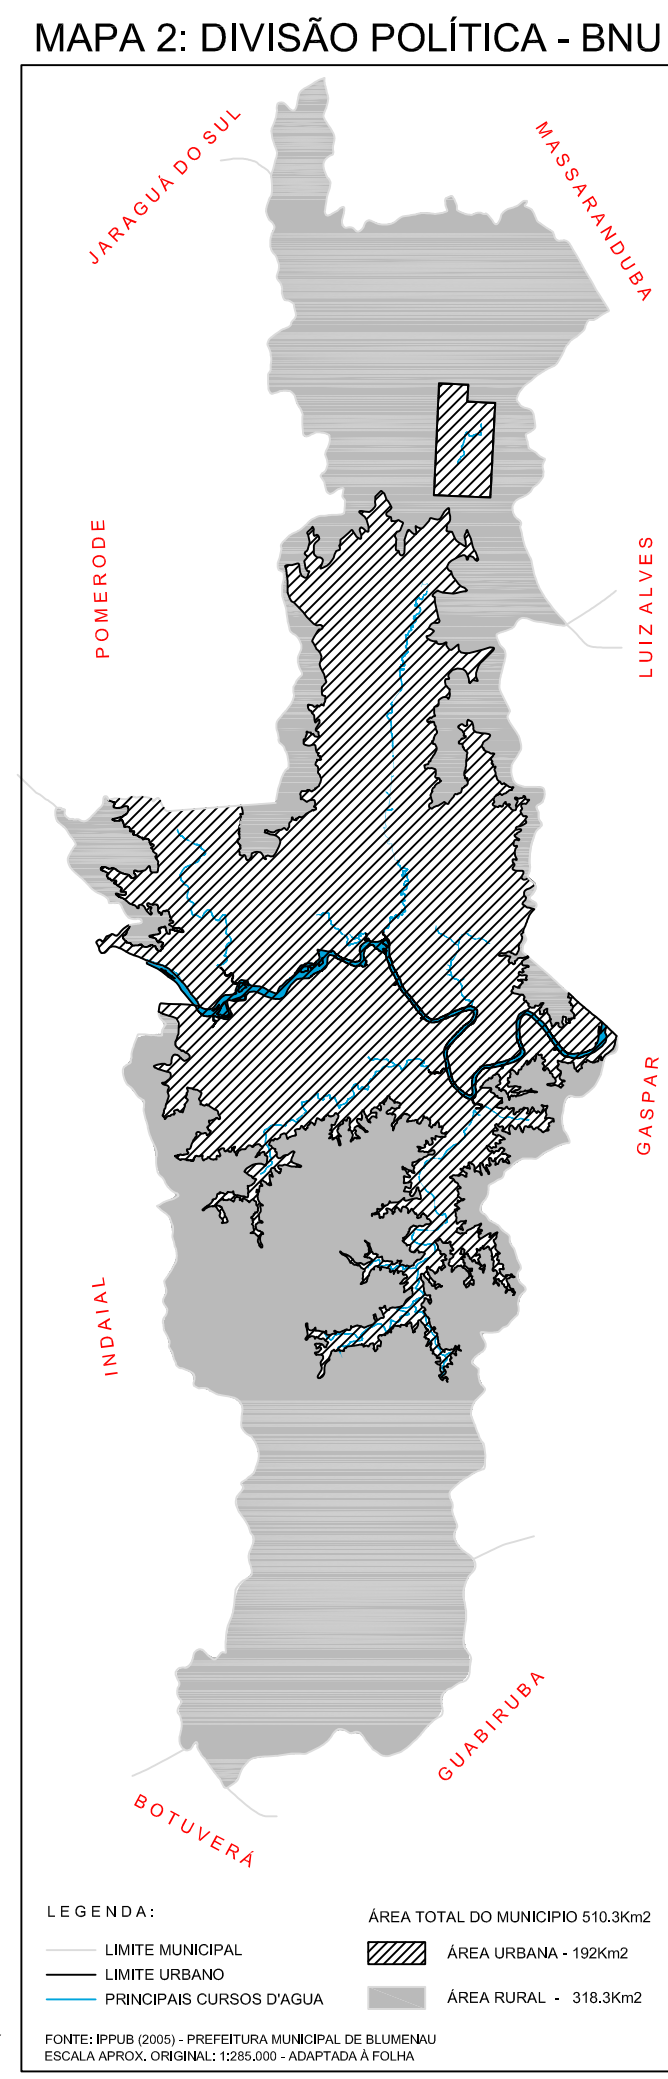 MAPA 2: DIVISÃO POLÍTICA - BNU
JARAGUÁ DO SUL
MASSARANDUBA
POMERODE
LUIZ ALVES
GASPAR
INDAIAL
GUABIRUBA
BOTUVERÁ
LEGENDA:
LIMITE MUNICIPAL
LIMITE URBANO
PRINCIPAIS CURSOS D'AGUA
ÁREA TOTAL DO MUNICIPIO 510.3Km2
ÁREA URBANA - 192Km2
ÁREA RURAL - 318.3Km2
FONTE: IPPUB (2005) - PREFEITURA MUNICIPAL DE BLUMENAU
ESCALA APROX. ORIGINAL: 1:285.000 - ADAPTADA À FOLHA